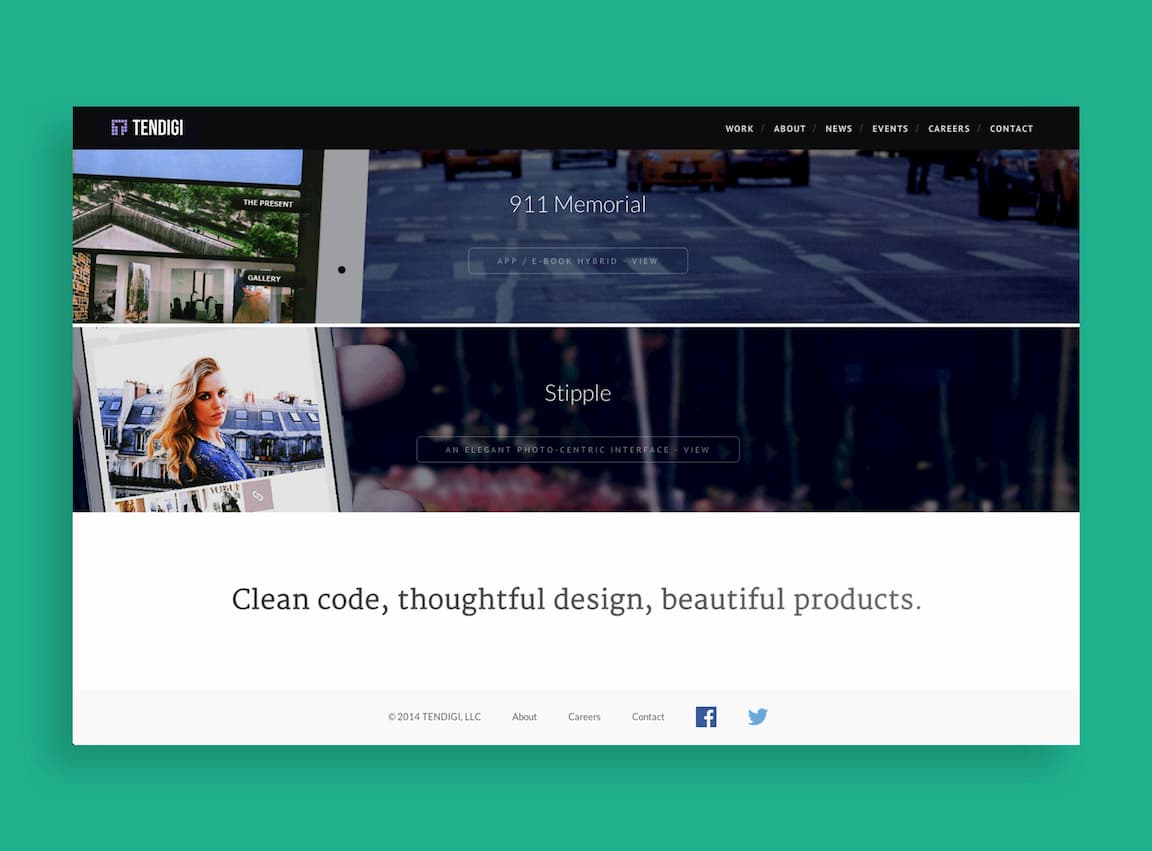 TENDIGI
WORK / ABOUT / NEWS / EVENTS / CAREERS / CONTACT
THE PRESENT
GALLERY
911 Memorial
APP / E-BOOK HYBRID - VIEW
Stipple
AN ELEGANT PHOTO-CENTRIC INTERFACE - VIEW
VOGUE
Clean code, thoughtful design, beautiful products.
© 2014 TENDIGI, LLC About Careers Contact